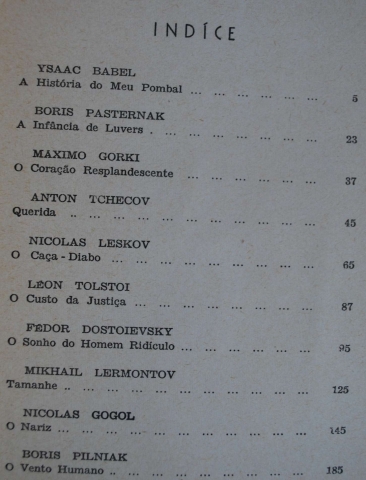 INDÍCE
YSAAC BABEL
A História do Meu Pombal ... ... ... ... ... ... 5
BORIS PASTERNAK
A Infância de Luvers . ... ... ... ... ... ... ... 23
MAXIMO GORKI
O Coração Resplandescente ... ... ... ... ... ... 37
ANTON TCHECOV
Querida .. ... ... ... ... ... ... ... ... ... ... 45
NICOLAS LESKOV
O Caça-Diabo ... ... ... ... ... ... ... ... ... 65
LÉON TOLSTOI
O Custo da Justiça ... ... ... ... ... ... ... ... 87
FÉDOR DOSTOIEVSKY
O Sonho do Homem Ridículo ... ... ... ... ... ... 95
MIKHAIL LERMONTOV
Tamanhe .. ... ... ... ... ... ... ... ... ... ... 125
NICOLAS GOGOL
O Nariz ... ... ... ... ... ... ... ... ... ... ... 145
BORIS PILNIAK
O Vento Humano .. ... ... ... ... ... ... ... ... 185